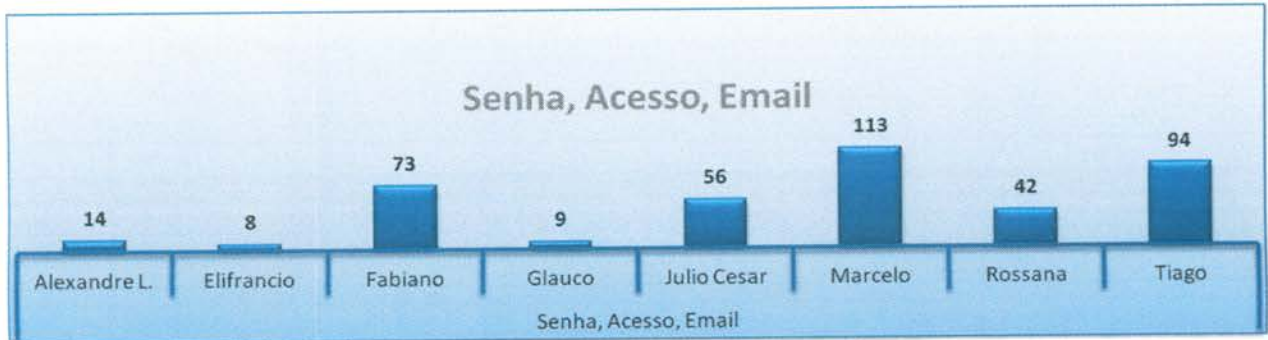 Senha, Acesso, Email
14 8 73 9 56 113 42 94
Alexandre L. Elifrancio Fabiano Glauco Julio Cesar Marcelo Rossana Tiago
Senha, Acesso, Email